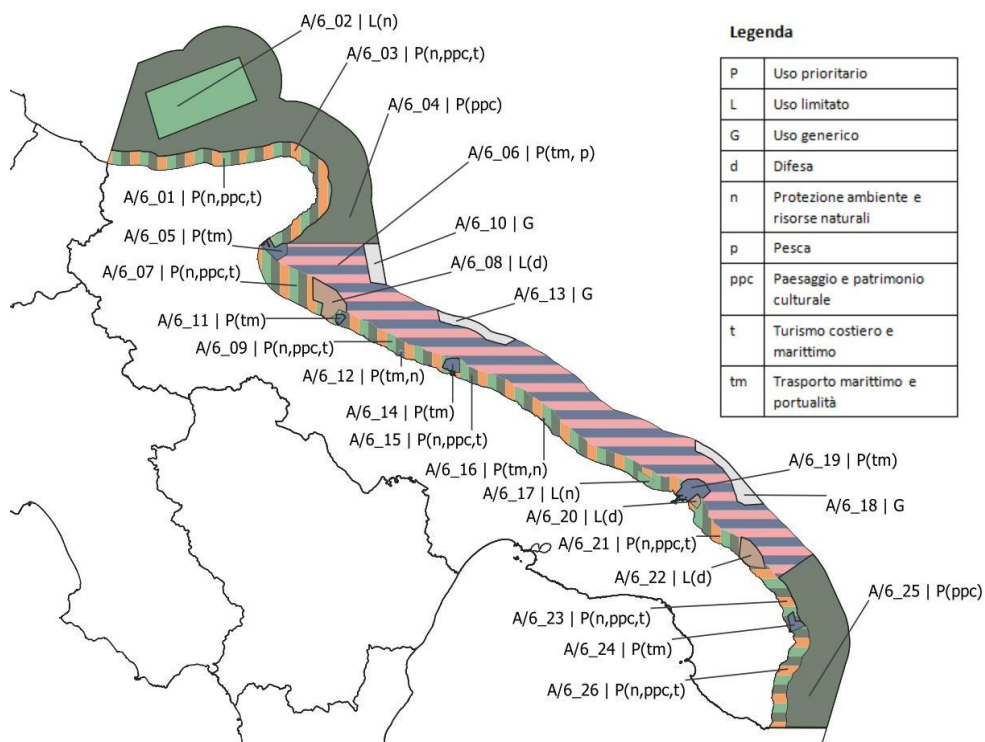 A/6_02 | L(n)
A/6_03 | P(n,ppc,t)
A/6_04 | P(ppc)
A/6_06 | P(tm, p)
A/6_01 | P(n,ppc,t)
A/6_10 | G
A/6_05 | P(tm)
A/6_08 | L(d)
A/6_07 | P(n,ppc,t)
A/6_13 | G
A/6_11 | P(tm)
A/6_09 | P(n,ppc,t)
A/6_12 | P(tm,n)
A/6_14 | P(tm)
A/6_15 | P(n,ppc,t)
A/6_16 | P(tm,n)
A/6_19 | P(tm)
A/6_17 | L(n)
A/6_18 | G
A/6_20 | L(d)
A/6_21 | P(n,ppc,t)
A/6_22 | L(d)
A/6_25 | P(ppc)
A/6_23 | P(n,ppc,t)
A/6_24 | P(tm)
A/6_26 | P(n,ppc,t)
Legenda
P Uso prioritario
L Uso limitato
G Uso generico
d Difesa
n Protezione ambiente e
risorse naturali
p Pesca
ppc Paesaggio e patrimonio
culturale
t Turismo costiero e
marittimo
tm Trasporto marittimo e
portualità